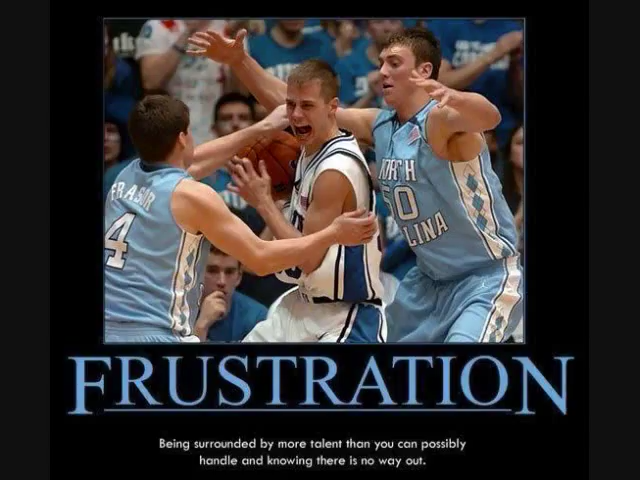 FRASOR
4
NORTH
50
CAROLINA
FRUSTRATION
Being surrounded by more talent than you can possibly
handle and knowing there is no way out.